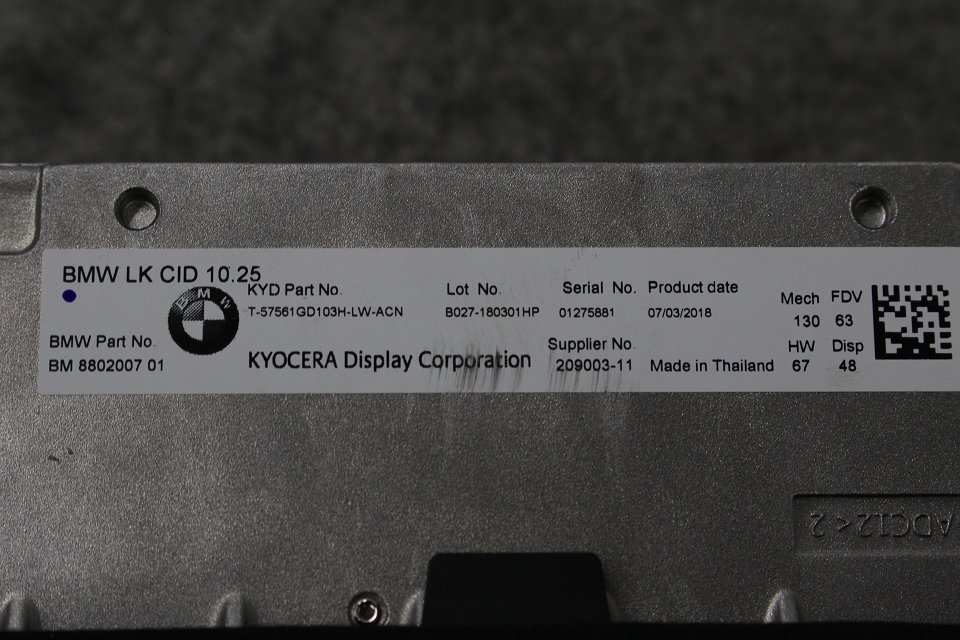 BMW LK CID 10.25
BMW
KYD Part No.
T-57561GD103H-LW-ACN
Lot No.
B027-180301HP
Serial No.
01275881
Product date
07/03/2018
Mech
130
FDV
63
BMW Part No.
BM 8802007 01
KYOCERA Display Corporation
Supplier No.
209003-11
Made in Thailand
HW
67
Disp
48
ADC12 < 2